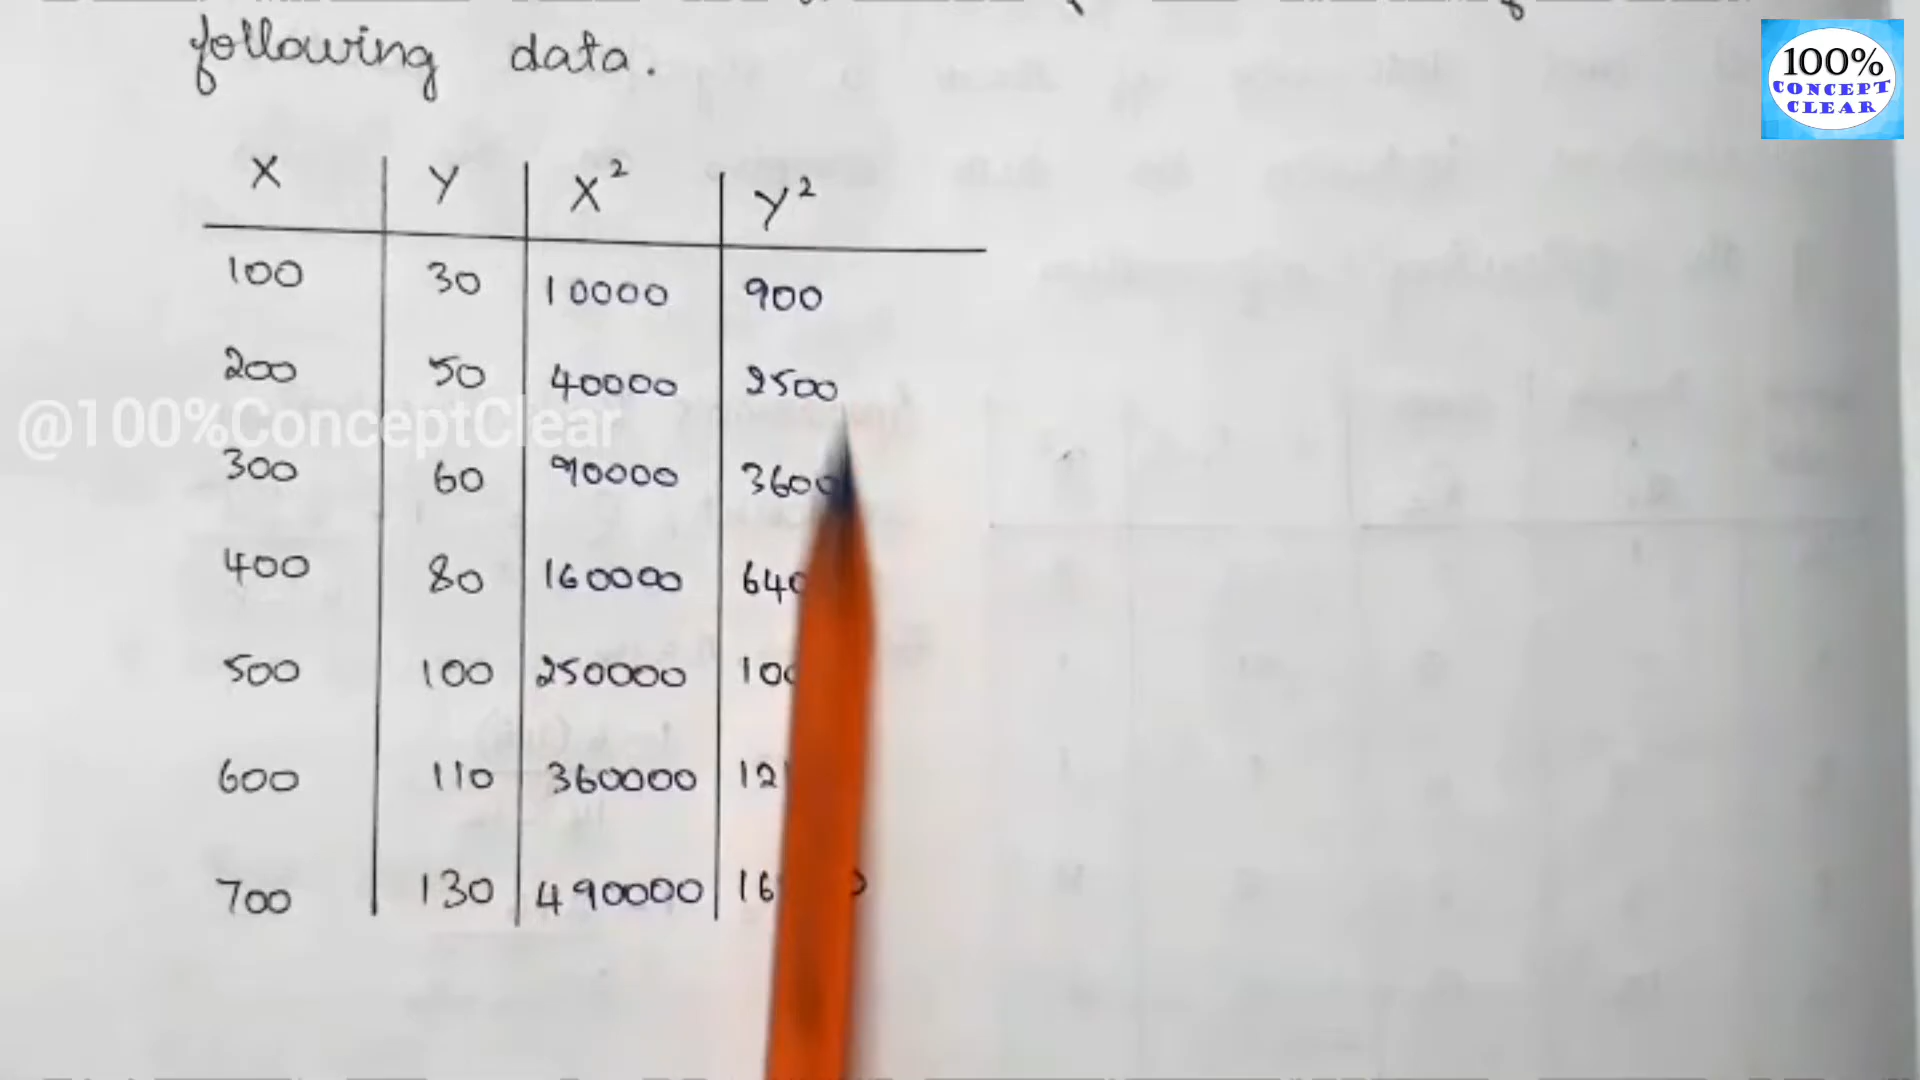 following data.
100%
CONCEPT
CLEAR
X Y X² Y²
100 30 10000 900
200 50 40000 2500
@100%ConceptClear
300 60 90000 3600
400 80 160000
500 100 250000
600 110 360000
700 130 490000